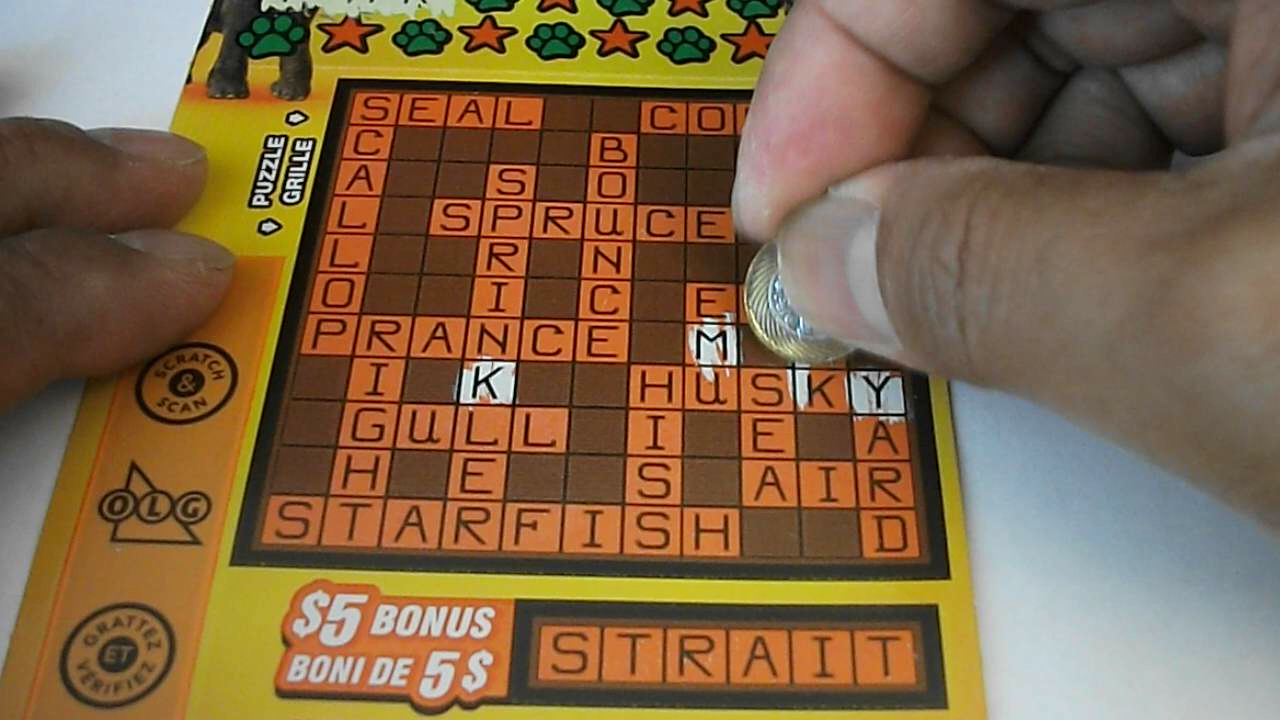 PUZZLE
GRILLE
SEAL CO
C B
A S O
L SPRUCE
L R N
O I C E
PRANCE M
I K HUSKY
GULL I E A
H E S AIR
STARFISH D
SCRATCH
&
SCAN
OLG
GRATTEZ
ET
VÉRIFIEZ
$5 BONUS
BONI DE 5$
STRAIT